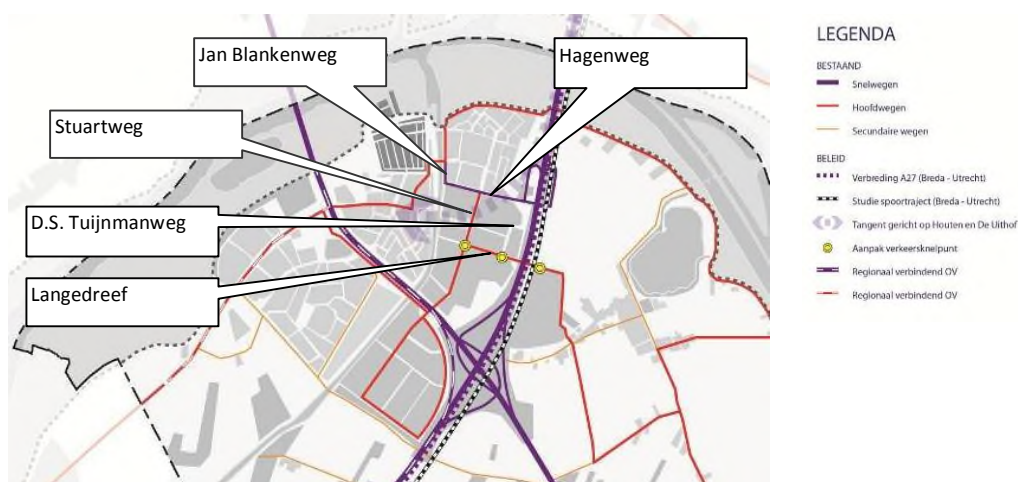 Jan Blankenweg
Hagenweg
Stuartweg
D.S. Tuijnmanweg
Langedreef
LEGENDA
BESTAAND
Snelwegen
Hoofdwegen
Secundaire wegen
BELEID
Verbreding A27 (Breda - Utrecht)
Studie spoortraject (Breda - Utrecht)
Tangent gericht op Houten en De Uithof
Aanpak verkeersknelpunt
Regionaal verbindend OV
Regionaal verbindend OV